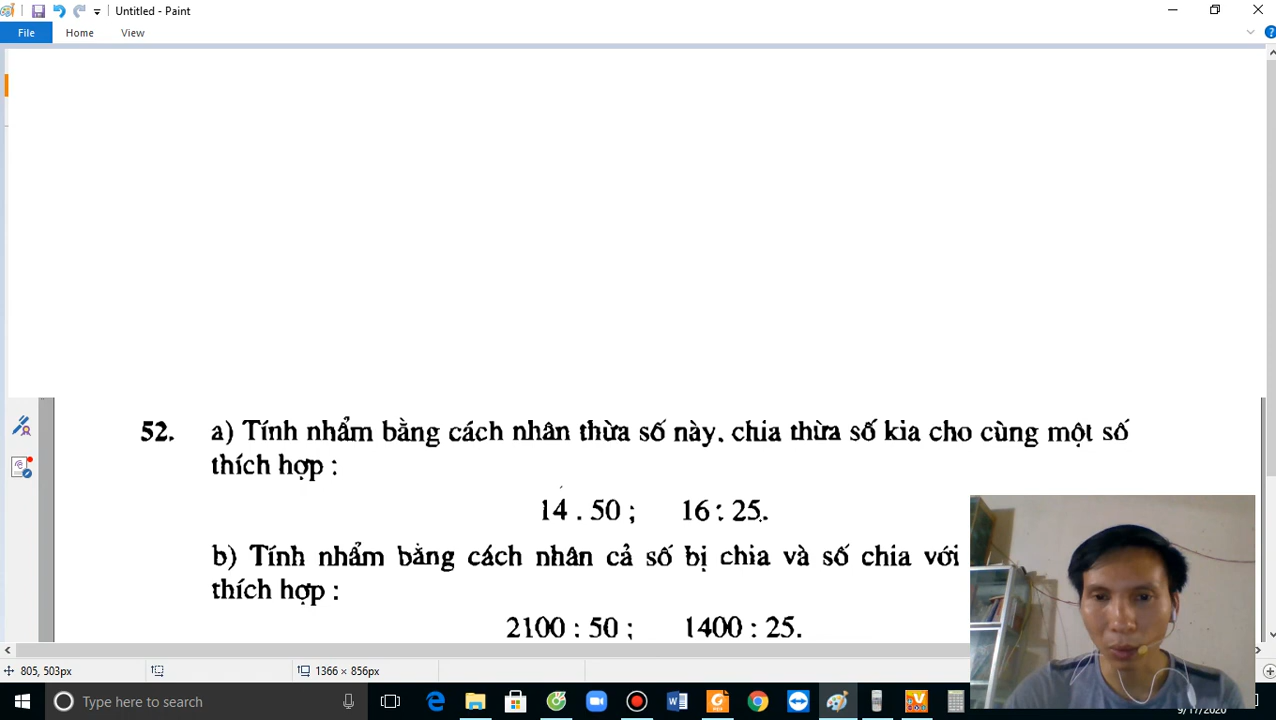 Untitled - Paint
File Home View
52. a) Tính nhẩm bằng cách nhân thừa số này, chia thừa số kia cho cùng một số
thích hợp :
14 . 50 ; 16 : 25.
b) Tính nhẩm bằng cách nhân cả số bị chia và số chia với
thích hợp :
2100 : 50 ; 1400 : 25.
805, 503px 1366 × 856px
Type here to search